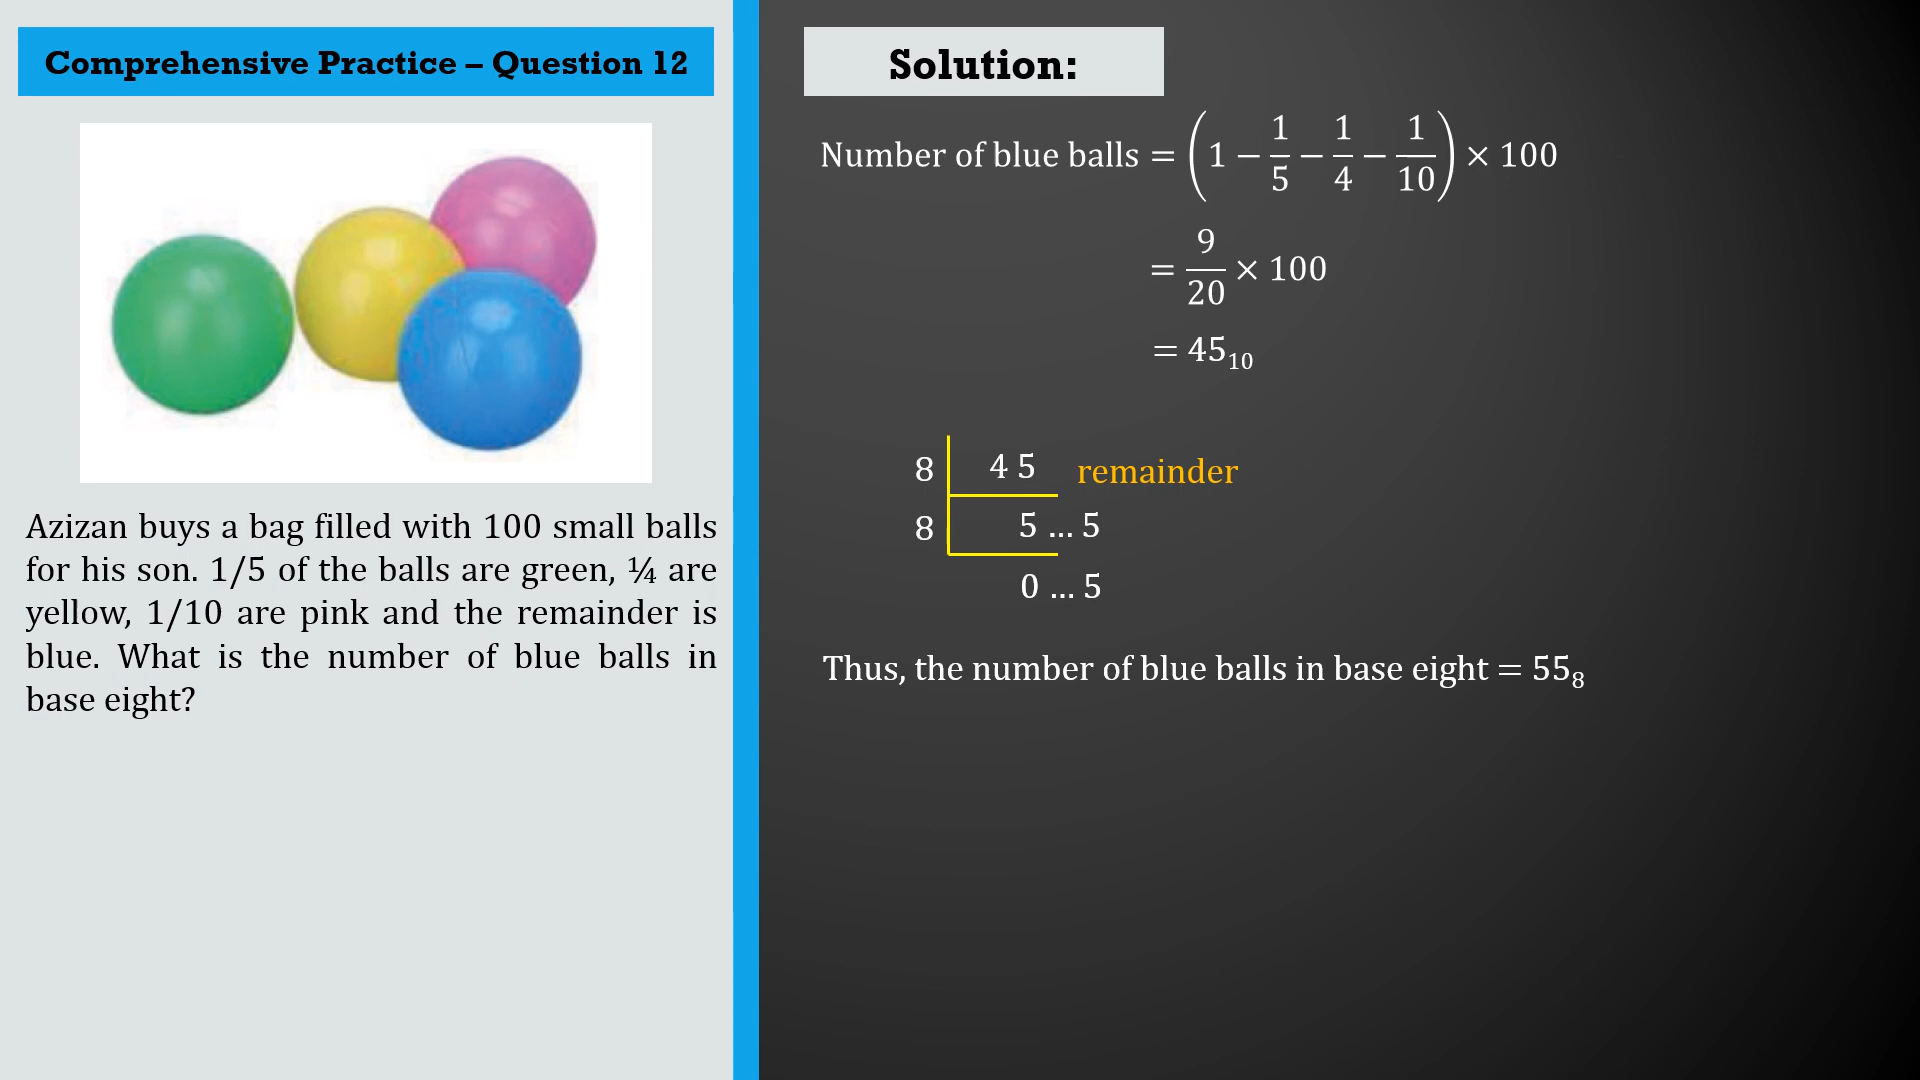 Comprehensive Practice – Question 12
Azizan buys a bag filled with 100 small balls
for his son. 1/5 of the balls are green, ¼ are
yellow, 1/10 are pink and the remainder is
blue. What is the number of blue balls in
base eight?
Solution:
Number of blue balls = (1 − 1/5 − 1/4 − 1/10) × 100
= 9/20 × 100
= 45₁₀
8 4 5 remainder
8 5 ... 5
0 ... 5
Thus, the number of blue balls in base eight = 55₈